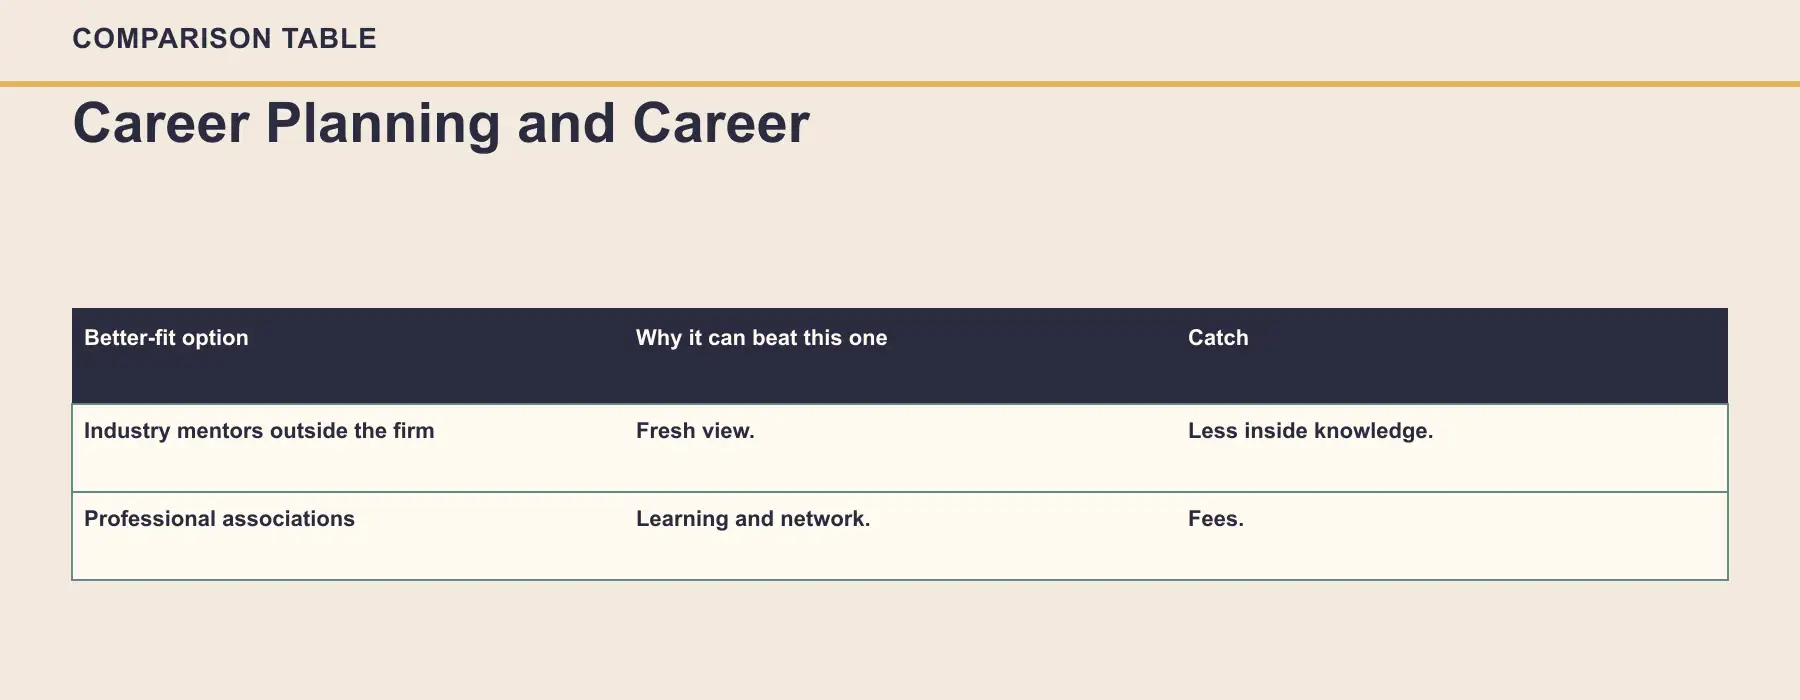 COMPARISON TABLE
Career Planning and Career
Better-fit option Why it can beat this one Catch
Industry mentors outside the firm Fresh view. Less inside knowledge.
Professional associations Learning and network. Fees.